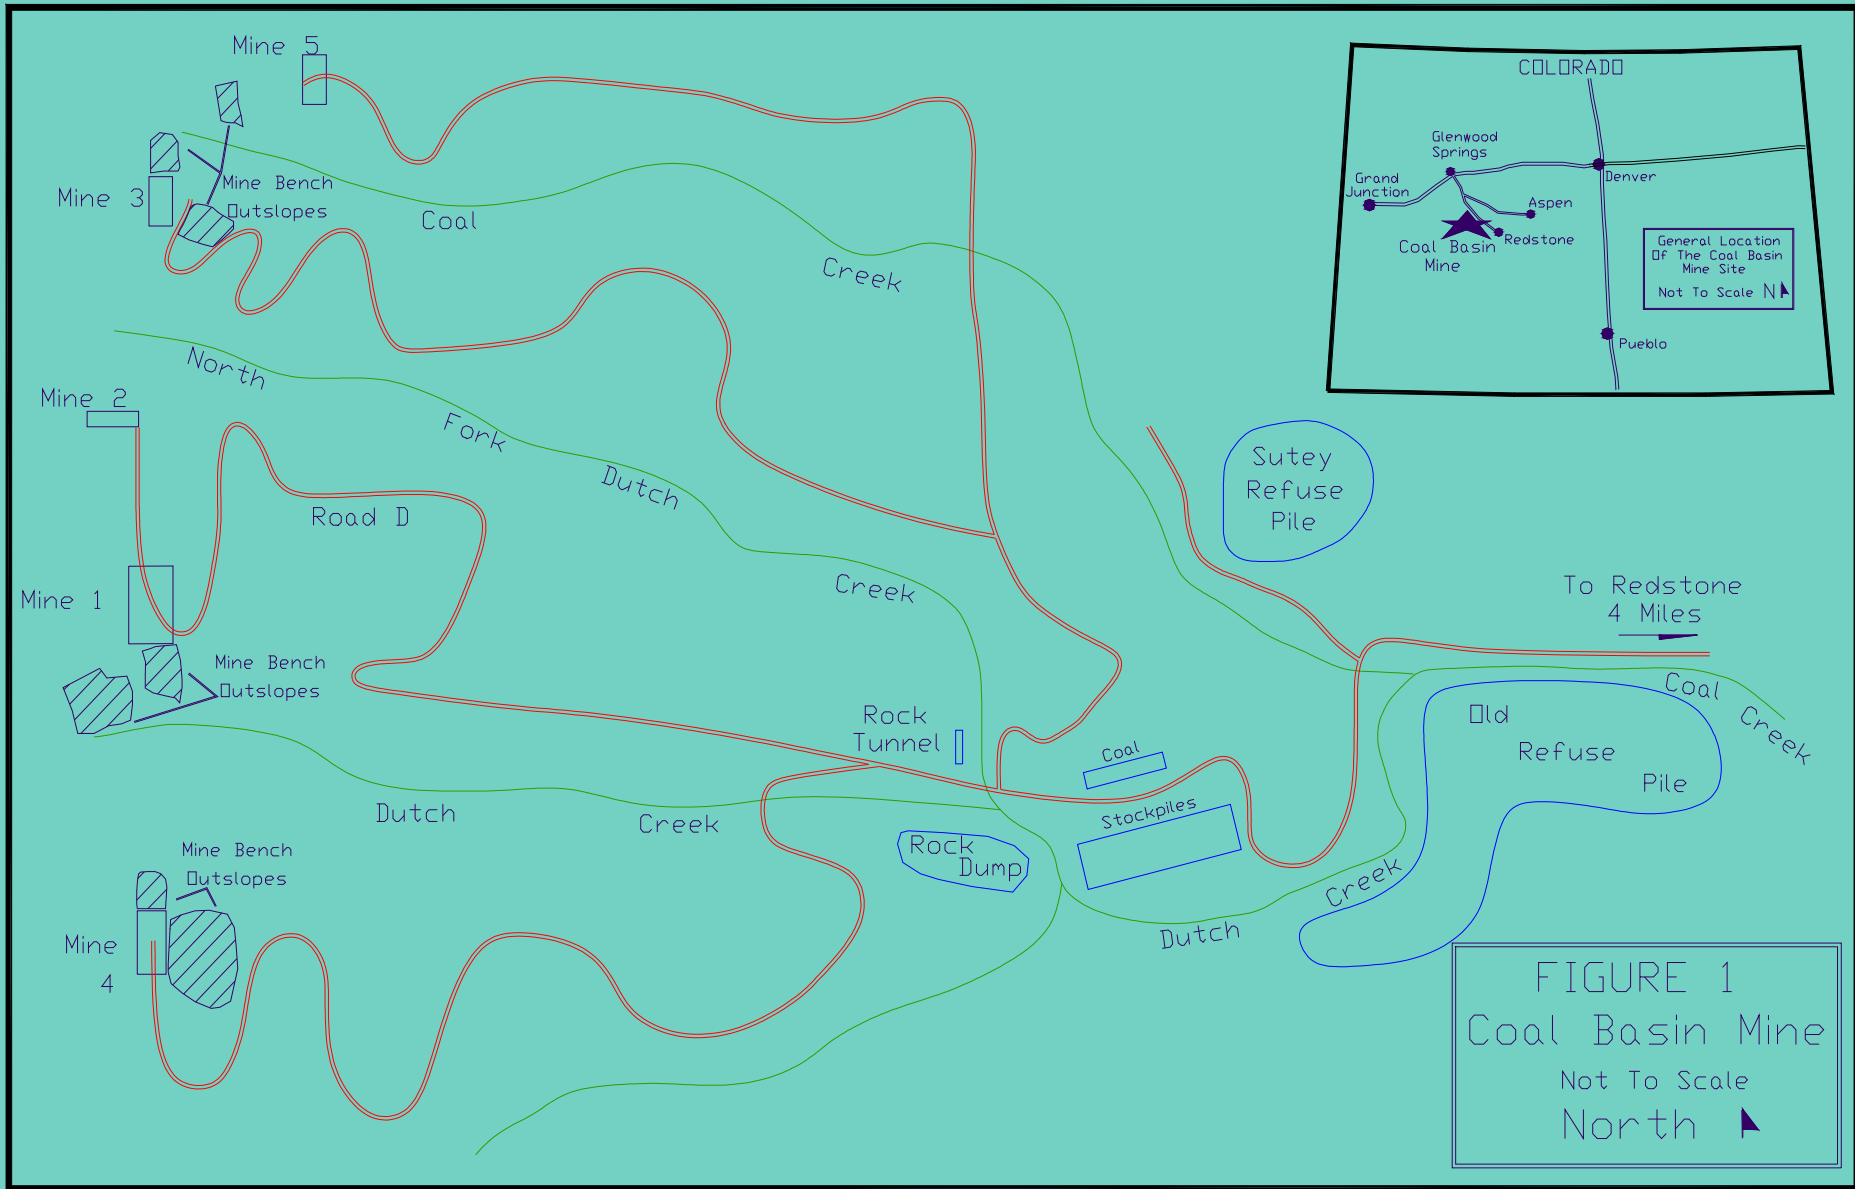 Mine 5
Mine 3
Mine Bench
Outslopes
Coal
Creek
North
Fork
Dutch
Creek
Mine 2
Road D
Mine 1
Mine Bench
Outslopes
Rock
Tunnel
Coal
Stockpiles
Dutch
Creek
Rock
Dump
Mine Bench
Outslopes
Mine
4
Dutch
Creek
Sutey
Refuse
Pile
To Redstone
4 Miles
Coal
Creek
Old
Refuse
Pile
COLORADO
Glenwood
Springs
Grand
Junction
Denver
Aspen
Redstone
Coal Basin
Mine
Pueblo
General Location
Of The Coal Basin
Mine Site
Not To Scale N
FIGURE 1
Coal Basin Mine
Not To Scale
North